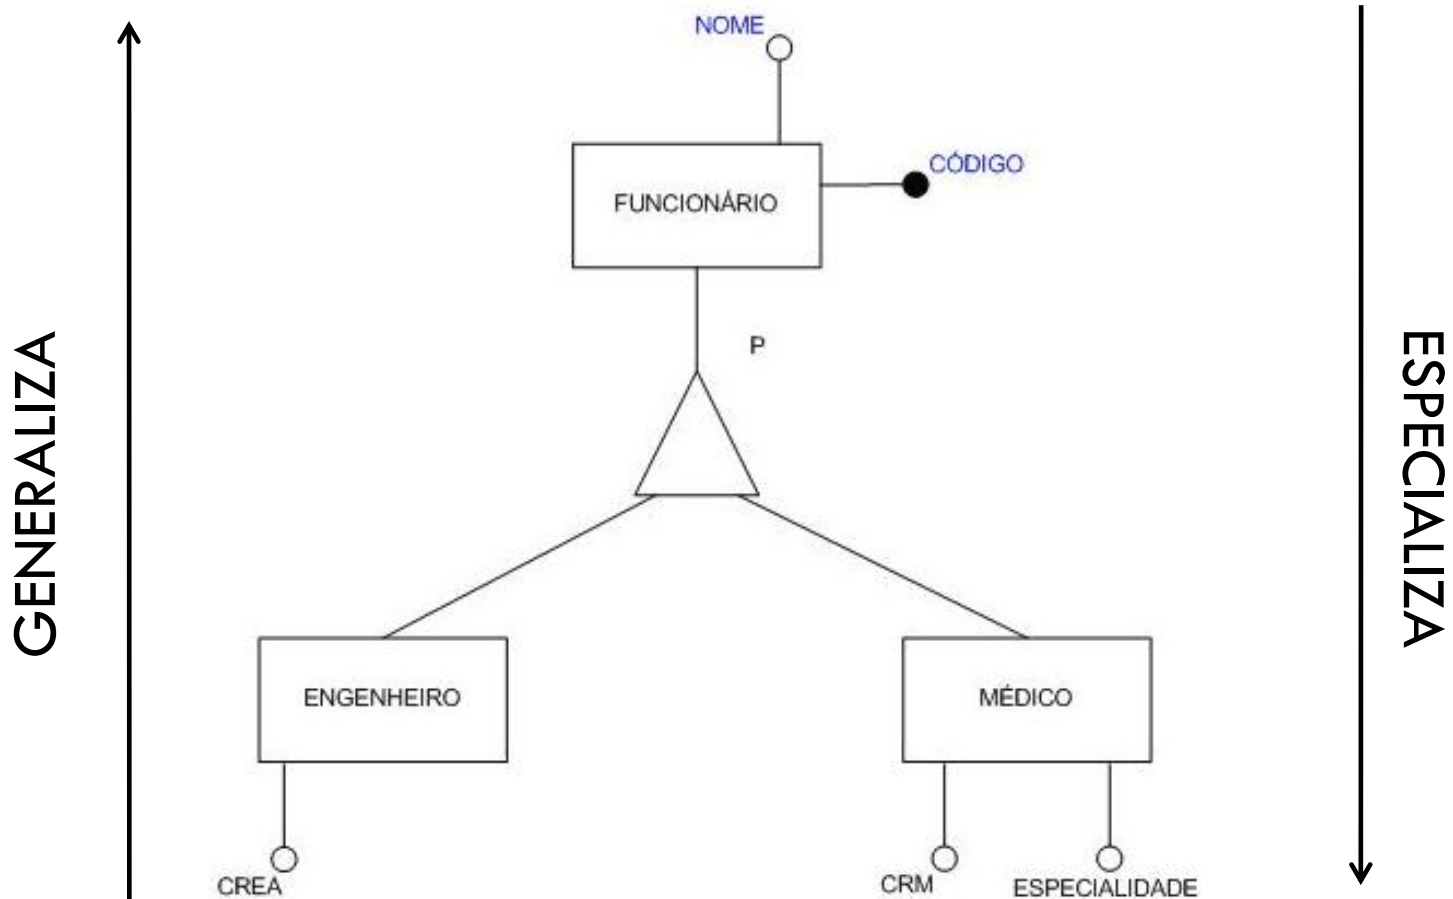 NOME
CÓDIGO
FUNCIONÁRIO
P
GENERALIZA
ESPECIALIZA
ENGENHEIRO
MÉDICO
CREA
CRM
ESPECIALIDADE